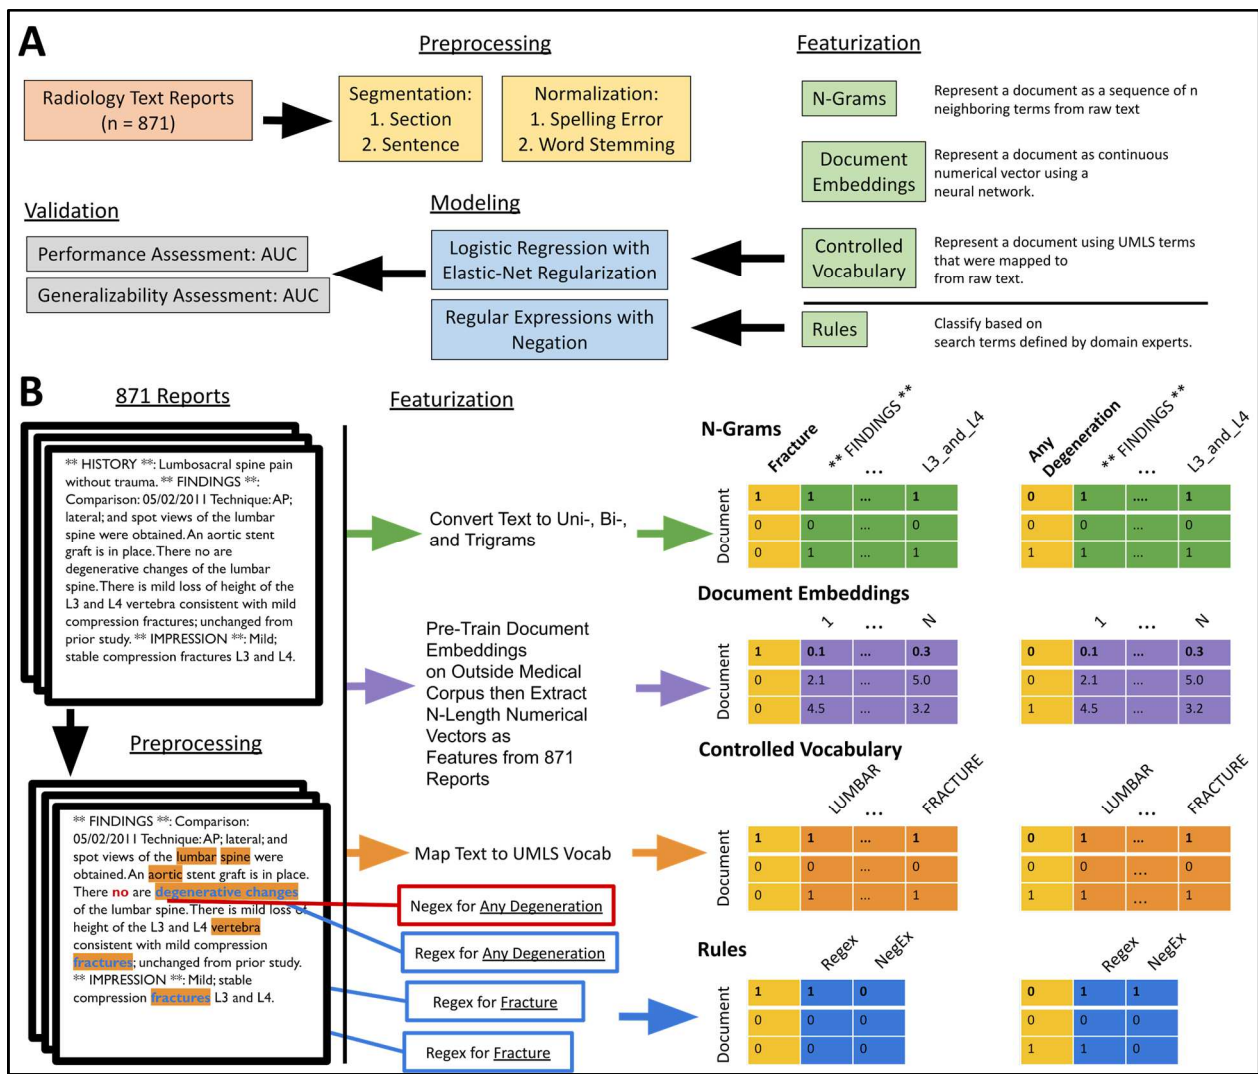 A
Preprocessing
Featurization
Radiology Text Reports
(n = 871)
Segmentation:
1. Section
2. Sentence
Normalization:
1. Spelling Error
2. Word Stemming
N-Grams
Represent a document as a sequence of n
neighboring terms from raw text
Document
Embeddings
Represent a document as continuous
numerical vector using a
neural network.
Validation
Modeling
Performance Assessment: AUC
Generalizability Assessment: AUC
Logistic Regression with
Elastic-Net Regularization
Controlled
Vocabulary
Represent a document using UMLS terms
that were mapped to
from raw text.
Regular Expressions with
Negation
Rules
Classify based on
search terms defined by domain experts.
B
871 Reports
** HISTORY **: Lumbosacral spine pain
without trauma. ** FINDINGS **:
Comparison: 05/02/2011 Technique: AP;
lateral; and spot views of the lumbar
spine were obtained. An aortic stent
graft is in place. There no are
degenerative changes of the lumbar
spine. There is mild loss of height of the
L3 and L4 vertebra consistent with mild
compression fractures; unchanged from
prior study. ** IMPRESSION **: Mild;
stable compression fractures L3 and L4.
Preprocessing
** FINDINGS **: Comparison:
05/02/2011 Technique: AP; lateral; and
spot views of the lumbar spine were
obtained. An aortic stent graft is in place.
There no are degenerative changes
of the lumbar spine. There is mild loss of
height of the L3 and L4 vertebra
consistent with mild compression
fractures; unchanged from prior study.
** IMPRESSION **: Mild; stable
compression fractures L3 and L4.
Featurization
Convert Text to Uni-, Bi-,
and Trigrams
Pre-Train Document
Embeddings
on Outside Medical
Corpus then Extract
N-Length Numerical
Vectors as
Features from 871
Reports
Map Text to UMLS Vocab
Negex for Any Degeneration
Regex for Any Degeneration
Regex for Fracture
Regex for Fracture
N-Grams
Fracture ** FINDINGS ** ... L3_and_L4
Any Degeneration ** FINDINGS ** ... L3_and_L4
Document
1 1 ... 1
0 0 ... 0
0 1 ... 1
0 1 .... 1
0 0 ... 0
1 1 ... 1
Document Embeddings
1 ... N
1 ... N
Document
1 0.1 ... 0.3
0 2.1 ... 5.0
0 4.5 ... 3.2
0 0.1 ... 0.3
0 2.1 ... 5.0
1 4.5 ... 3.2
Controlled Vocabulary
LUMBAR ... FRACTURE
LUMBAR ... FRACTURE
Document
1 1 ... 1
0 0 ... 0
0 1 ... 1
0 1 ... 1
0 0 ... 0
1 1 ... 1
Rules
Regex NegEx
Regex NegEx
Document
1 1 0
0 0 0
0 0 0
0 1 1
0 0 0
1 1 0